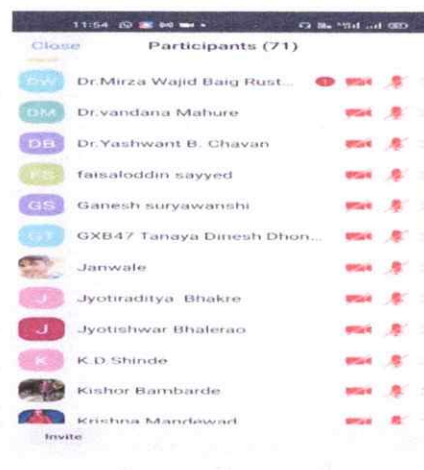 11:54
Close Participants (71)
DW Dr.Mirza Wajid Baig Rust...
DM Dr.vandana Mahure
DB Dr.Yashwant B. Chavan
FS faisaloddin sayyed
GS Ganesh suryawanshi
GT GXB47 Tanaya Dinesh Dhon...
Janwale
J Jyotiraditya Bhakre
J Jyotishwar Bhalerao
K K.D.Shinde
Kishor Bambarde
Krishna Mandewad
Invite